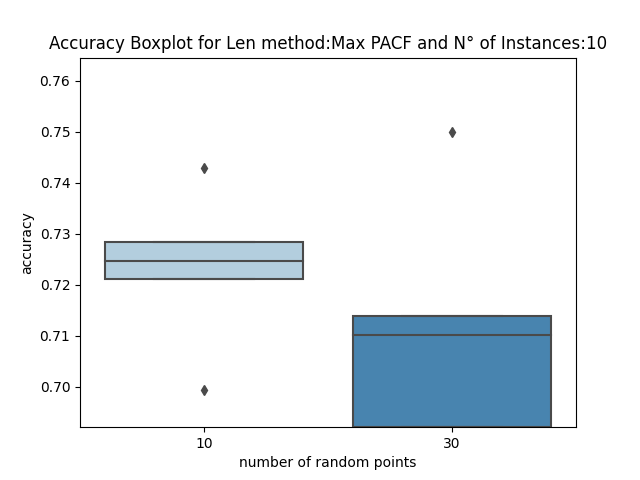 Accuracy Boxplot for Len method:Max PACF and N° of Instances:10
0.76
0.75
0.74
0.73
0.72
0.71
0.70
accuracy
10 30
number of random points